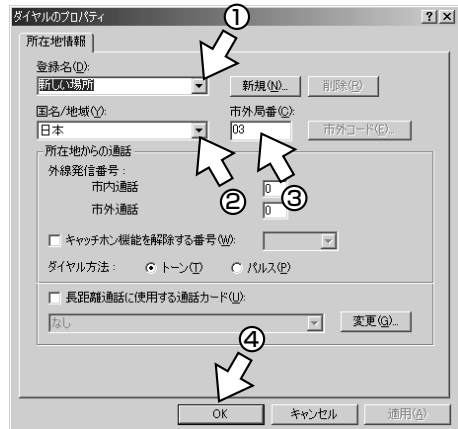 ダイヤルのプロパティ ? ×
①
所在地情報
登録名(D):
新しい場所 新規(N)... 削除(R)
国名/地域(Y): 市外局番(C):
日本 03 市外コード(E)...
② ③
所在地からの通話
外線発信番号:
市内通話 0
市外通話 0
キャッチホン機能を解除する番号(W):
ダイヤル方法: トーン(T) パルス(P)
長距離通話に使用する通話カード(U):
なし 変更(G)...
④
OK キャンセル 適用(A)